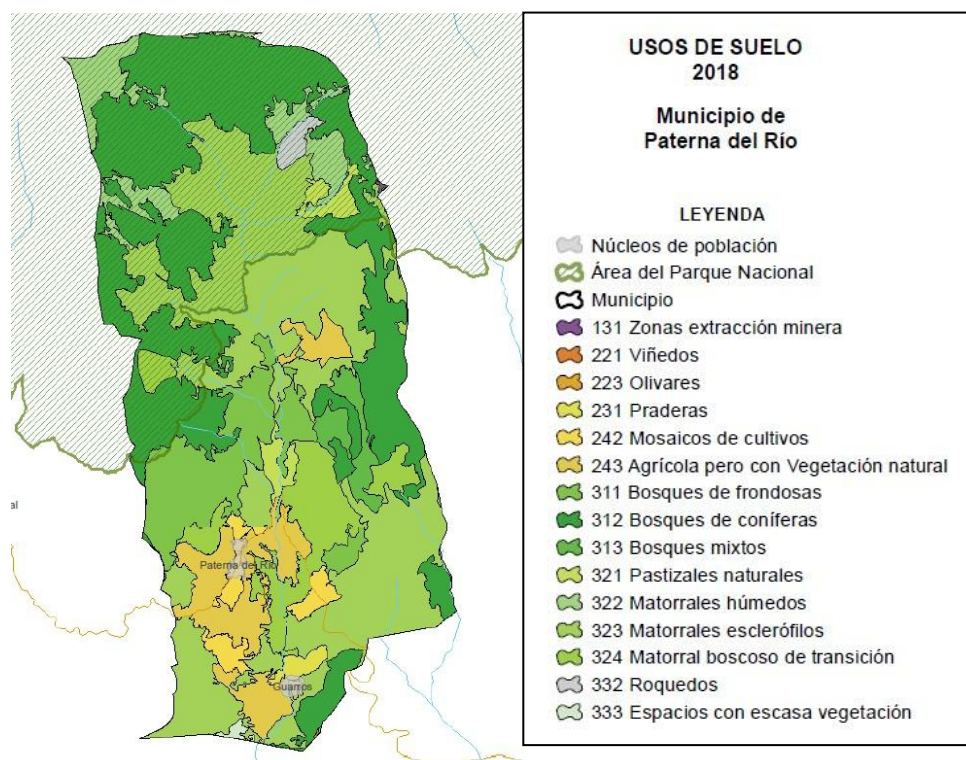 USOS DE SUELO
2018
Municipio de
Paterna del Río
LEYENDA
Núcleos de población
Área del Parque Nacional
Municipio
131 Zonas extracción minera
221 Viñedos
223 Olivares
231 Praderas
242 Mosaicos de cultivos
243 Agrícola pero con Vegetación natural
311 Bosques de frondosas
312 Bosques de coníferas
313 Bosques mixtos
321 Pastizales naturales
322 Matorrales húmedos
323 Matorrales esclerófilos
324 Matorral boscoso de transición
332 Roquedos
333 Espacios con escasa vegetación
al
Paterna del Río
Guarros